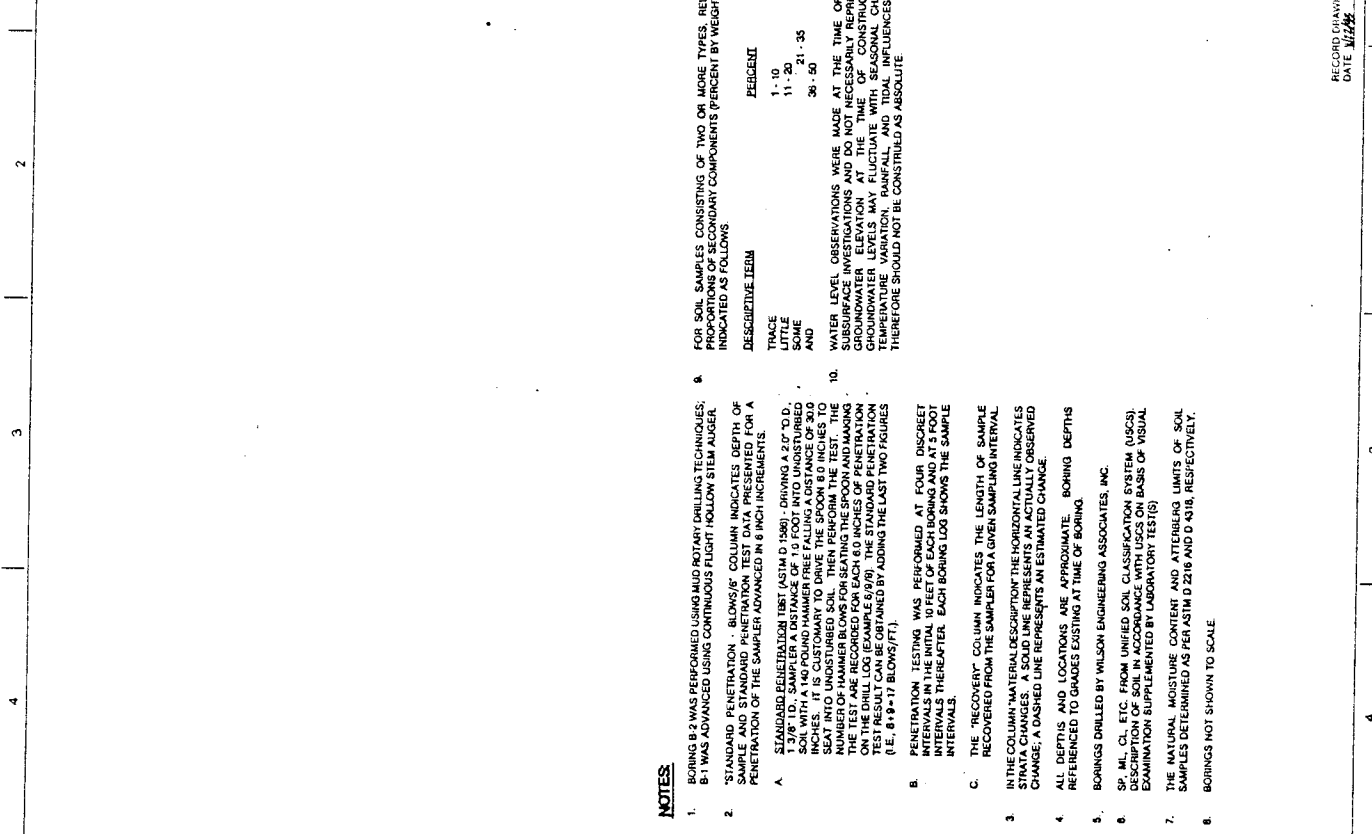 NOTES:
1. BORING B-2 WAS PERFORMED USING MUD ROTARY DRILLING TECHNIQUES;
B-1 WAS ADVANCED USING CONTINUOUS FLIGHT HOLLOW STEM AUGER.
2. "STANDARD PENETRATION - BLOWS/6" COLUMN INDICATES DEPTH OF
SAMPLE AND STANDARD PENETRATION TEST DATA PRESENTED FOR A
PENETRATION OF THE SAMPLER ADVANCED IN 6 INCH INCREMENTS.
A. STANDARD PENETRATION TEST (ASTM D 1586) - DRIVING A 2.0" O.D.,
1 3/8" I.D., SAMPLER A DISTANCE OF 1.0 FOOT INTO UNDISTURBED
SOIL WITH A 140 POUND HAMMER FREE FALLING A DISTANCE OF 30.0
INCHES. IT IS CUSTOMARY TO DRIVE THE SPOON 6.0 INCHES TO
SEAT INTO UNDISTURBED SOIL. THEN PERFORM THE TEST. THE
NUMBER OF HAMMER BLOWS FOR SEATING THE SPOON AND MAKING
THE TEST ARE RECORDED FOR EACH 6.0 INCHES OF PENETRATION
ON THE DRILL LOG (EXAMPLE 6/9/8). THE STANDARD PENETRATION
TEST RESULT CAN BE OBTAINED BY ADDING THE LAST TWO FIGURES
(I.E., 8+9=17 BLOWS/FT.).
B. PENETRATION TESTING WAS PERFORMED AT FOUR DISCREET
INTERVALS IN THE INITIAL 10 FEET OF EACH BORING AND AT 5 FOOT
INTERVALS THEREAFTER. EACH BORING LOG SHOWS THE SAMPLE
INTERVALS.
C. THE "RECOVERY" COLUMN INDICATES THE LENGTH OF SAMPLE
RECOVERED FROM THE SAMPLER FOR A GIVEN SAMPLING INTERVAL.
3. IN THE COLUMN "MATERIAL DESCRIPTION" THE HORIZONTAL LINE INDICATES
STRATA CHANGES. A SOLID LINE REPRESENTS AN ACTUALLY OBSERVED
CHANGE; A DASHED LINE REPRESENTS AN ESTIMATED CHANGE.
4. ALL DEPTHS AND LOCATIONS ARE APPROXIMATE. BORING DEPTHS
REFERENCED TO GRADES EXISTING AT TIME OF BORING.
5. BORINGS DRILLED BY WILSON ENGINEERING ASSOCIATES, INC.
6. SP, ML, CL, ETC. FROM UNIFIED SOIL CLASSIFICATION SYSTEM (USCS).
DESCRIPTION OF SOIL IN ACCORDANCE WITH USCS ON BASIS OF VISUAL
EXAMINATION SUPPLEMENTED BY LABORATORY TEST(S)
7. THE NATURAL MOISTURE CONTENT AND ATTERBERG LIMITS OF SOIL
SAMPLES DETERMINED AS PER ASTM D 2216 AND D 4318, RESPECTIVELY.
8. BORINGS NOT SHOWN TO SCALE.
9. FOR SOIL SAMPLES CONSISTING OF TWO OR MORE TYPES, RE
PROPORTIONS OF SECONDARY COMPONENTS (PERCENT BY WEIGHT
INDICATED AS FOLLOWS.
DESCRIPTIVE TERM PERCENT
TRACE 1 - 10
LITTLE 11 - 20
SOME 21 - 35
AND 36 - 50
10. WATER LEVEL OBSERVATIONS WERE MADE AT THE TIME OF
SUBSURFACE INVESTIGATIONS AND DO NOT NECESSARILY REPR
GROUNDWATER ELEVATION AT THE TIME OF CONSTRUC
GROUNDWATER LEVELS MAY FLUCTUATE WITH SEASONAL CH
TEMPERATURE VARIATION, RAINFALL, AND TIDAL INFLUENCES
THEREFORE SHOULD NOT BE CONSTRUED AS ABSOLUTE.
RECORD DRAWIN
DATE
4
3
2